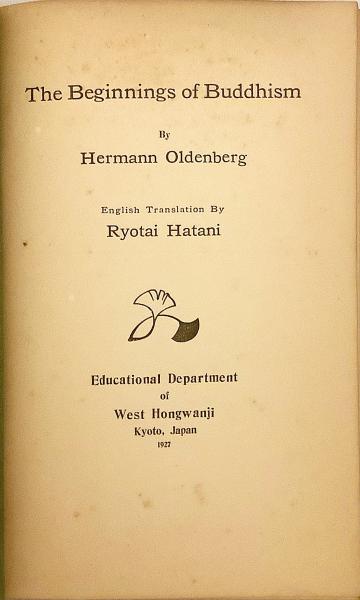 The Beginnings of Buddhism
By
Hermann Oldenberg
English Translation By
Ryotai Hatani
Educational Department
of
West Hongwanji
Kyoto, Japan
1927